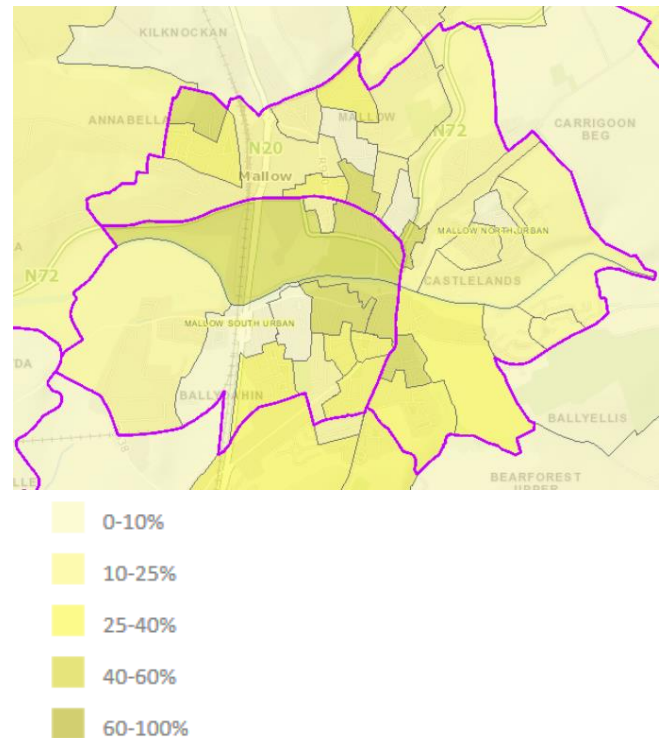 KILKNOCKAN
ANNABELLA
MALLOW
N72
CARRIGOON
BEG
N20
Mallow
MALLOW NORTH URBAN
N72
CASTLELANDS
MALLOW SOUTH URBAN
BALLYDAHIN
BALLYELLIS
BEARFOREST
UPPER
0-10%
10-25%
25-40%
40-60%
60-100%